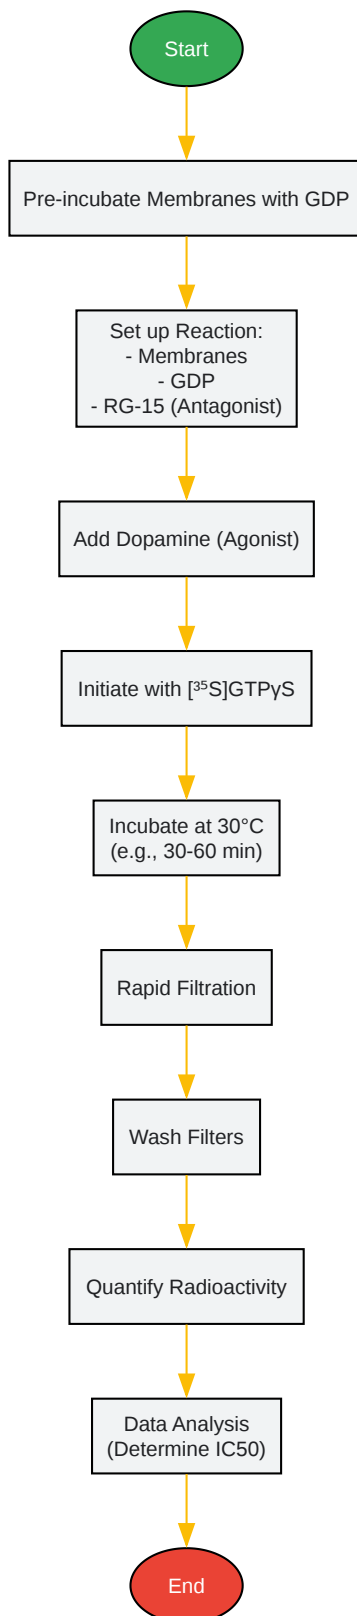 Start
Pre-incubate Membranes with GDP
Set up Reaction:
- Membranes
- GDP
- RG-15 (Antagonist)
Add Dopamine (Agonist)
Initiate with [³⁵S]GTPγS
Incubate at 30°C
(e.g., 30-60 min)
Rapid Filtration
Wash Filters
Quantify Radioactivity
Data Analysis
(Determine IC50)
End